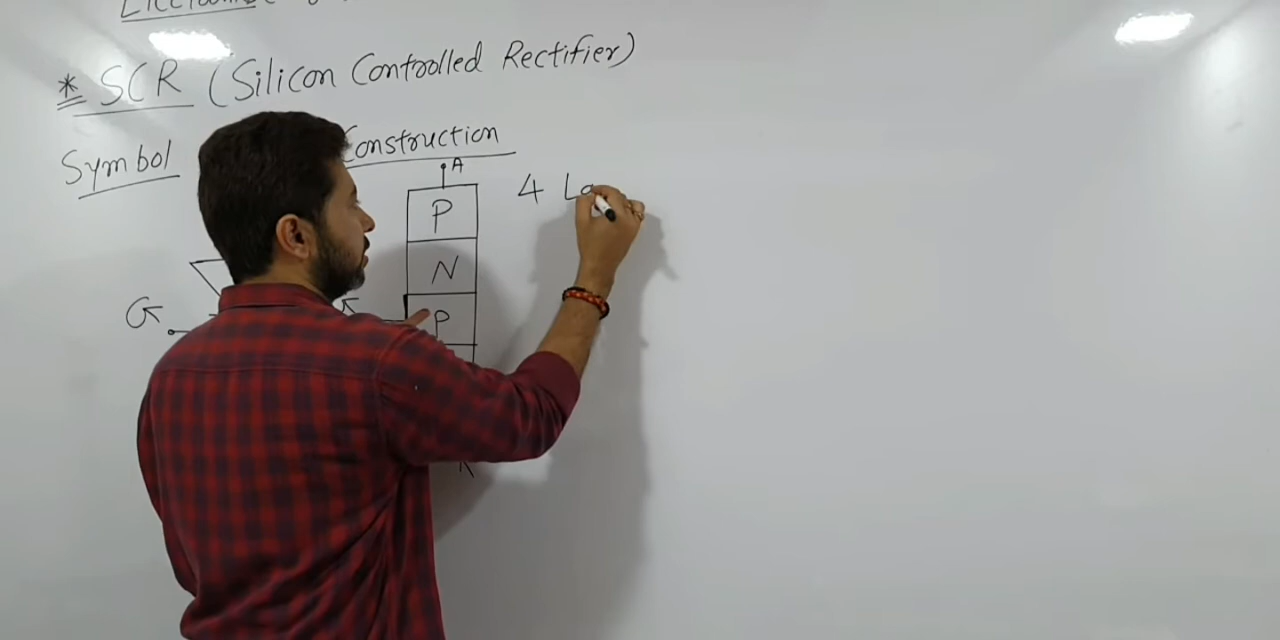 * SCR (Silicon Controlled Rectifier)
Symbol
Construction
A
P
4 La
N
G
P
K